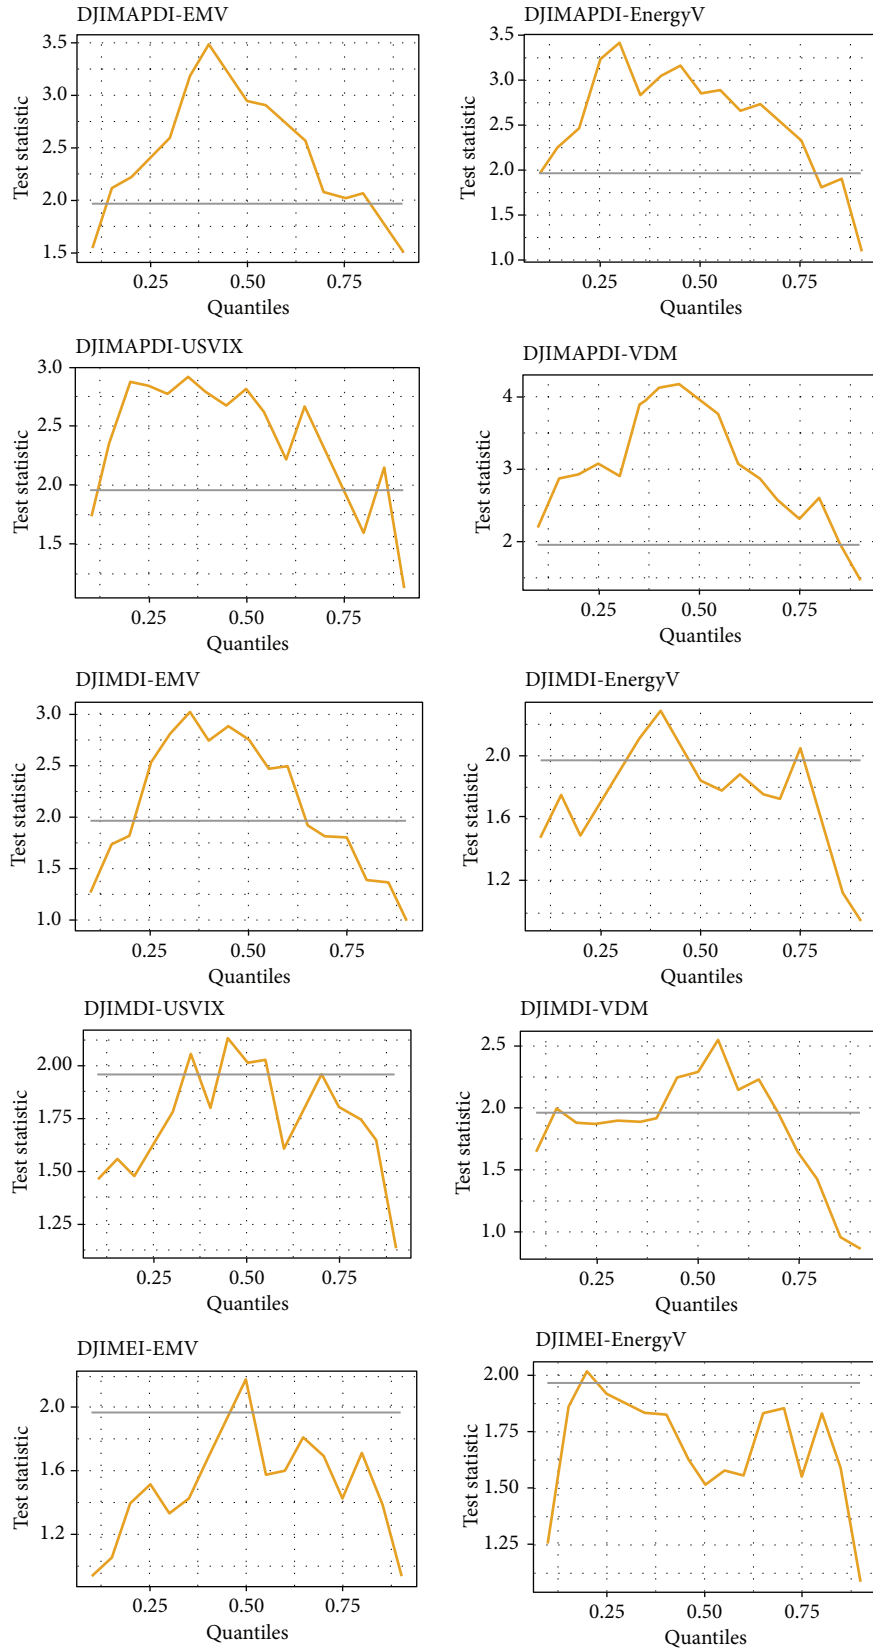 DJIMAPDI-EMV
3.5
3.0
2.5
2.0
1.5
Test statistic
0.25 0.50 0.75
Quantiles
DJIMAPDI-EnergyV
3.5
3.0
2.5
2.0
1.5
1.0
Test statistic
0.25 0.50 0.75
Quantiles
DJIMAPDI-USVIX
3.0
2.5
2.0
1.5
Test statistic
0.25 0.50 0.75
Quantiles
DJIMAPDI-VDM
4
3
2
Test statistic
0.25 0.50 0.75
Quantiles
DJIMDI-EMV
3.0
2.5
2.0
1.5
1.0
Test statistic
0.25 0.50 0.75
Quantiles
DJIMDI-EnergyV
2.0
1.6
1.2
Test statistic
0.25 0.50 0.75
Quantiles
DJIMDI-USVIX
2.00
1.75
1.50
1.25
Test statistic
0.25 0.50 0.75
Quantiles
DJIMDI-VDM
2.5
2.0
1.5
1.0
Test statistic
0.25 0.50 0.75
Quantiles
DJIMEI-EMV
2.0
1.6
1.2
Test statistic
0.25 0.50 0.75
Quantiles
DJIMEI-EnergyV
2.00
1.75
1.50
1.25
Test statistic
0.25 0.50 0.75
Quantiles